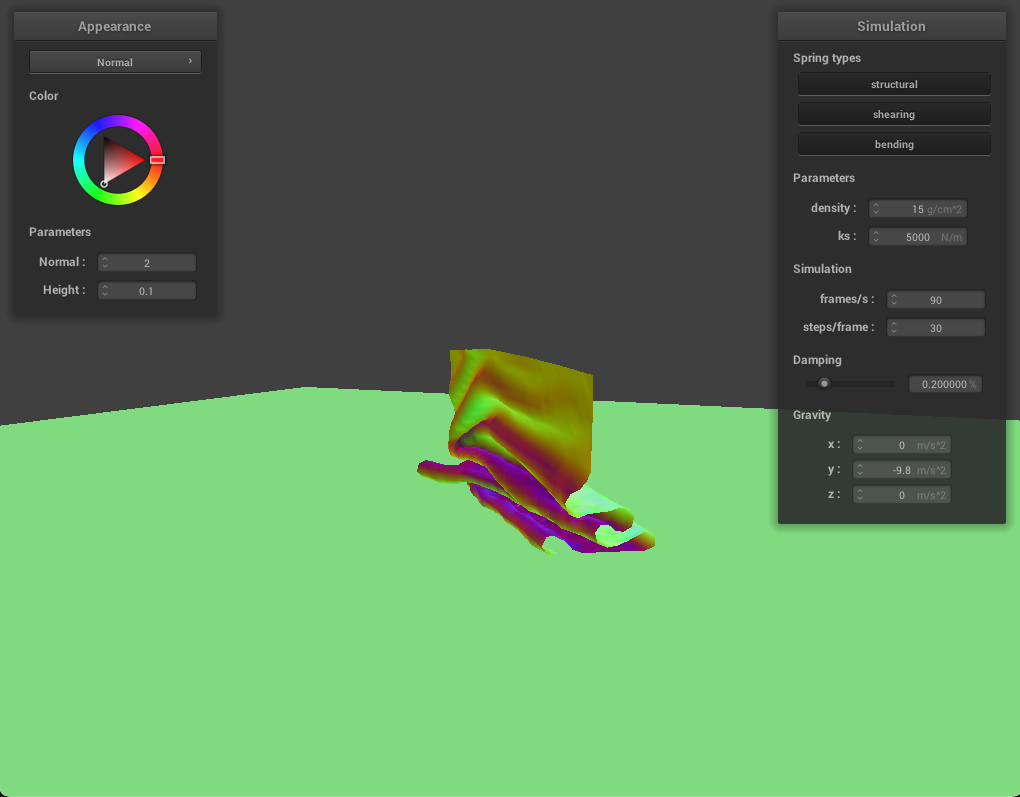 Appearance
Normal
Color
Parameters
Normal : 2
Height : 0.1
Simulation
Spring types
structural
shearing
bending
Parameters
density : 15 g/cm^2
ks : 5000 N/m
Simulation
frames/s : 90
steps/frame : 30
Damping
0.200000 %
Gravity
x : 0 m/s^2
y : -9.8 m/s^2
z : 0 m/s^2